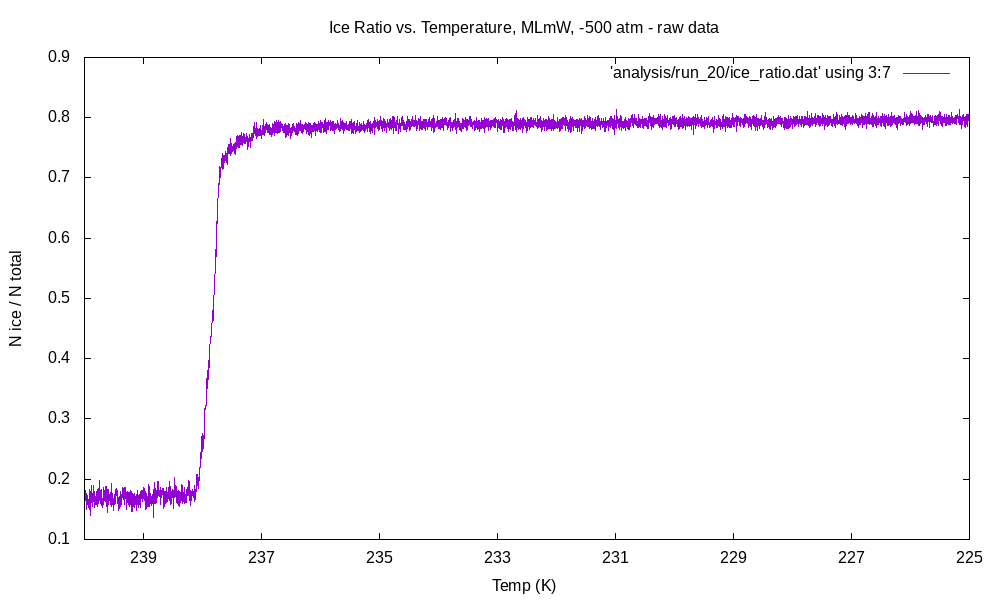 Ice Ratio vs. Temperature, MLmW, -500 atm - raw data
'analysis/run_20/ice_ratio.dat' using 3:7
0.9
0.8
0.7
0.6
0.5
0.4
0.3
0.2
0.1
N ice / N total
239 237 235 233 231 229 227 225
Temp (K)